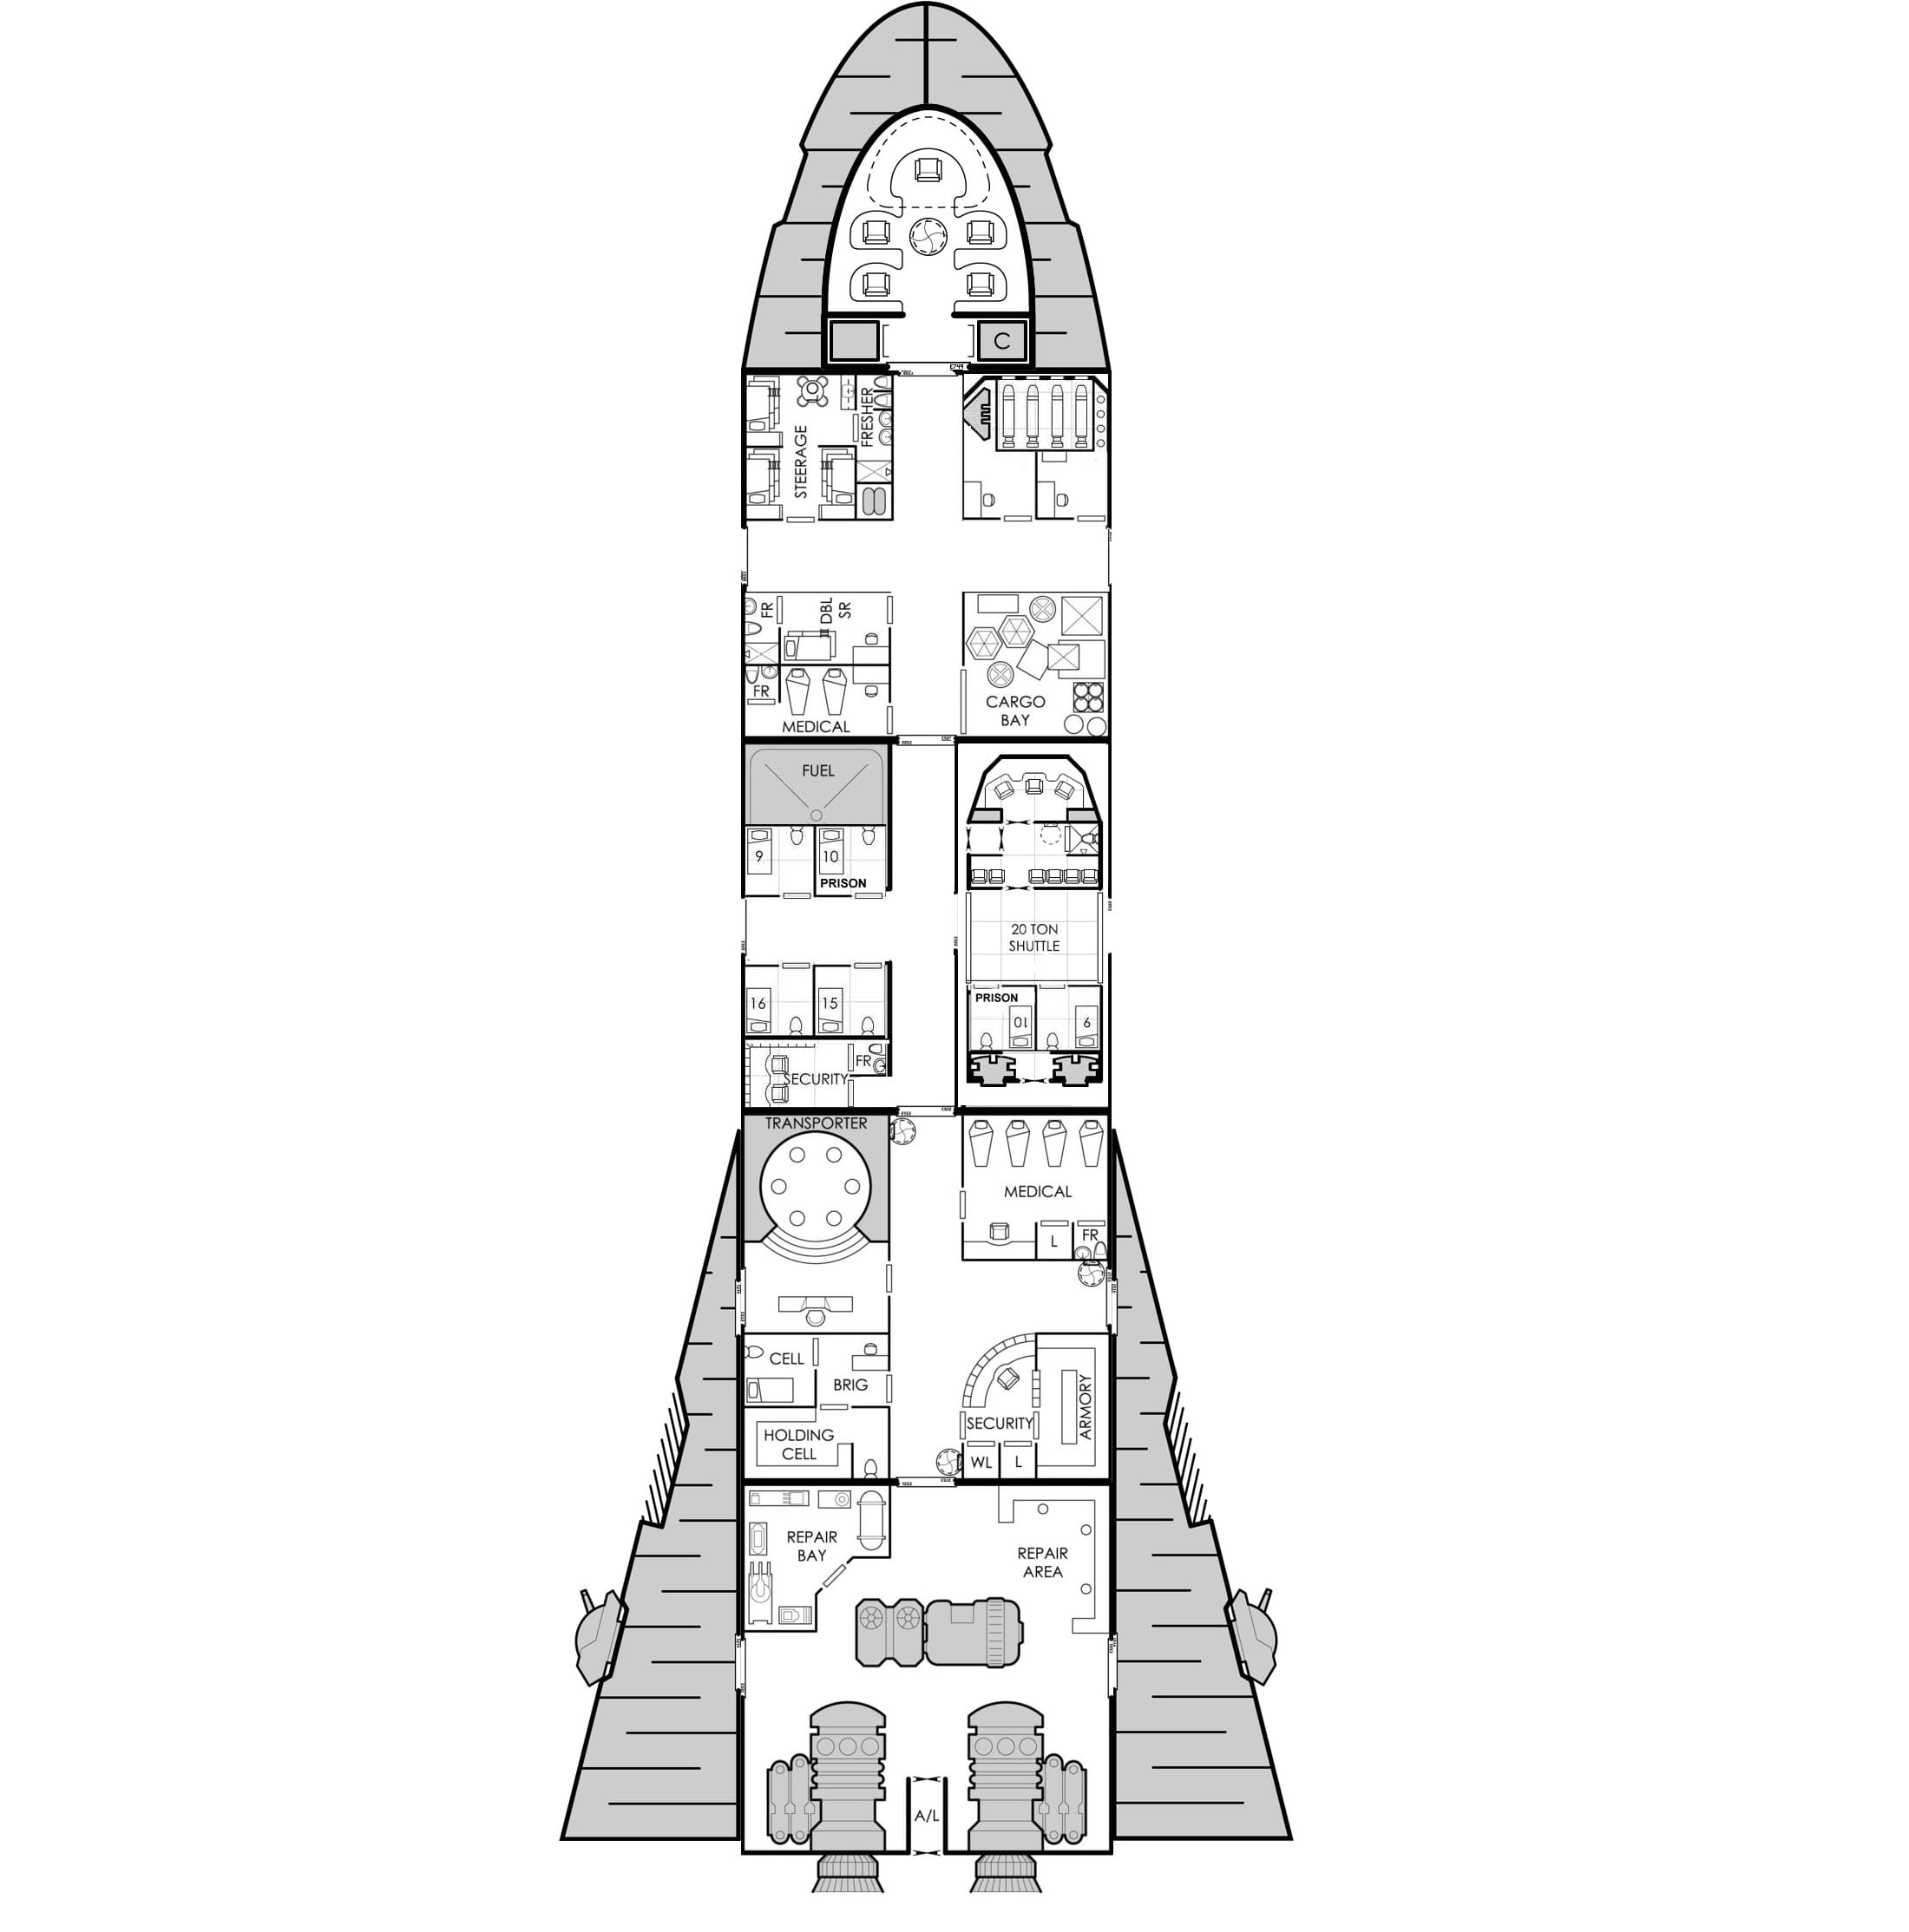 C
STEERAGE
FRESHER
FR
DBL
SR
FR
MEDICAL
CARGO
BAY
FUEL
9
10
PRISON
20 TON
SHUTTLE
16
15
PRISON
10
9
SECURITY
FR
TRANSPORTER
MEDICAL
L
FR
CELL
BRIG
HOLDING
CELL
SECURITY
ARMORY
WL
L
REPAIR
BAY
REPAIR
AREA
A/L